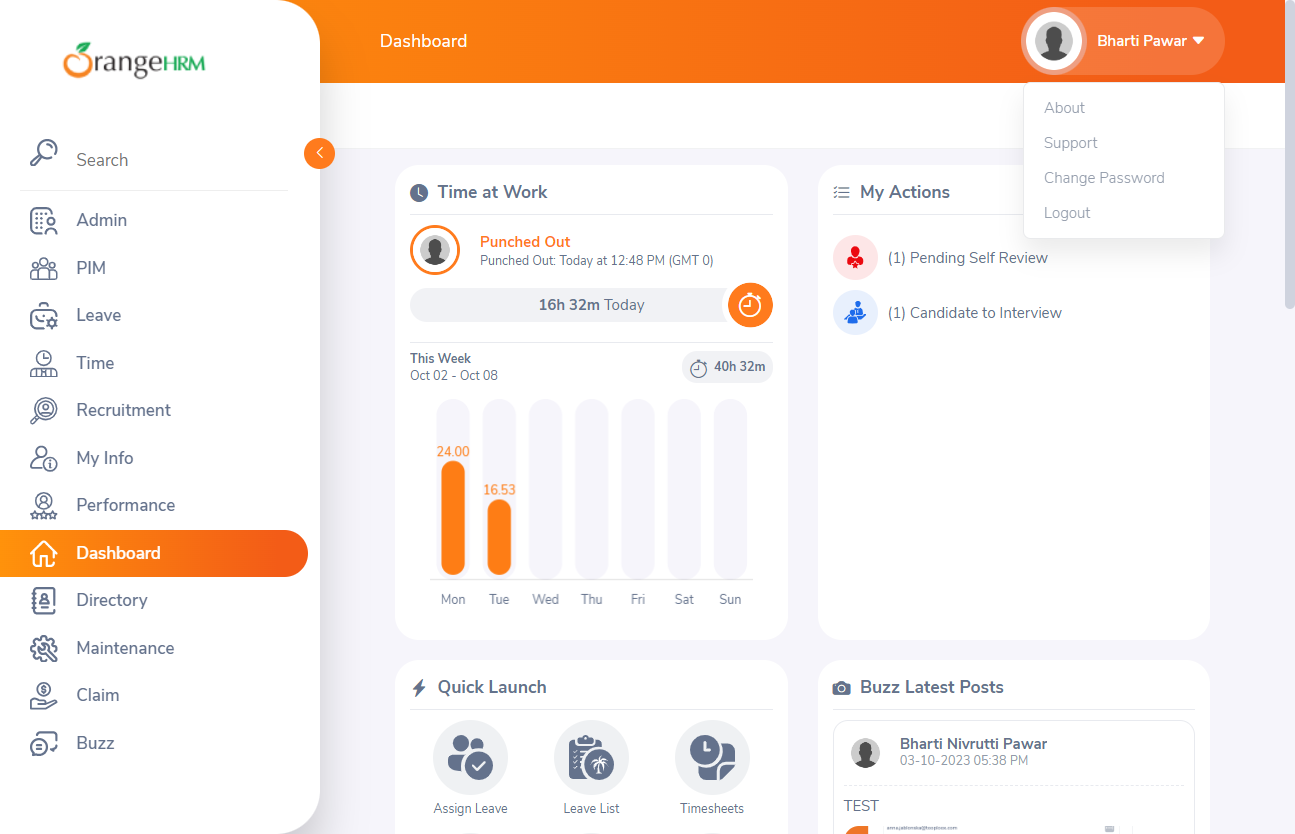 OrangeHRM
Search
Admin
PIM
Leave
Time
Recruitment
My Info
Performance
Dashboard
Directory
Maintenance
Claim
Buzz
Dashboard
Bharti Pawar
About
Support
Change Password
Logout
Time at Work
Punched Out
Punched Out: Today at 12:48 PM (GMT 0)
16h 32m Today
This Week
Oct 02 - Oct 08
40h 32m
24.00
16.53
Mon Tue Wed Thu Fri Sat Sun
My Actions
(1) Pending Self Review
(1) Candidate to Interview
Quick Launch
Assign Leave
Leave List
Timesheets
Buzz Latest Posts
Bharti Nivrutti Pawar
03-10-2023 05:38 PM
TEST